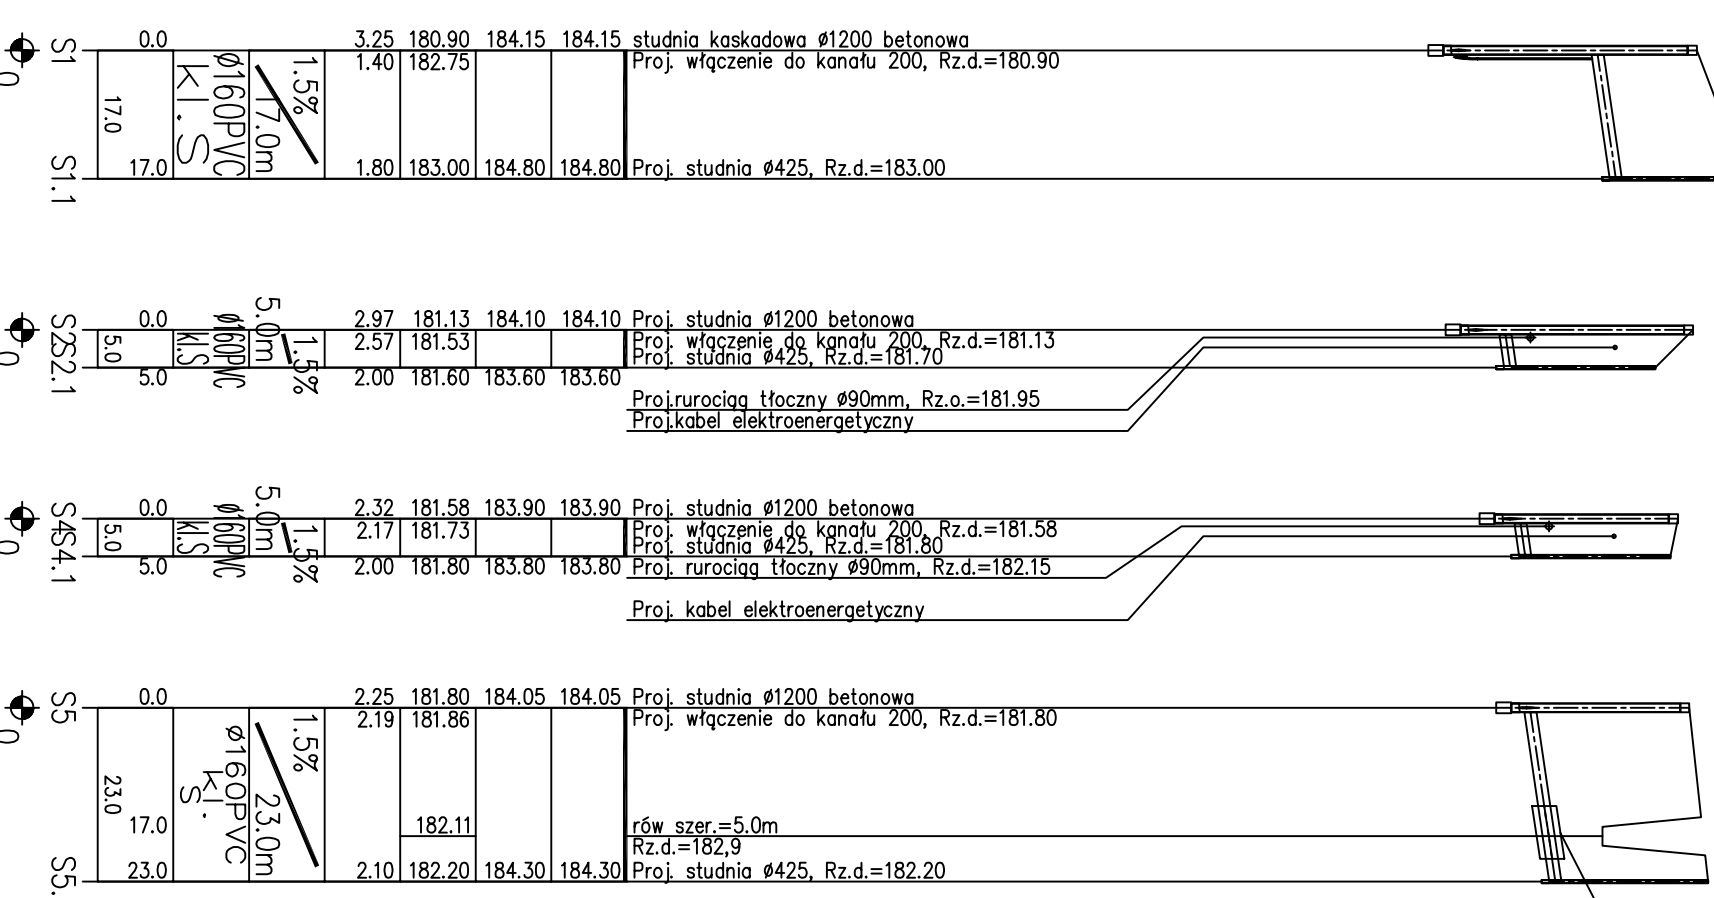 S1
0.0
3.25 180.90 184.15 184.15 studnia kaskadowa ø1200 betonowa
1.40 182.75 Proj. włączenie do kanału 200, Rz.d.=180.90
0
17.0
kl. S
ø160PVC
17.0m
1.5%
S1.1
17.0
1.80 183.00 184.80 184.80 Proj. studnia ø425, Rz.d.=183.00
S2
0.0
2.97 181.13 184.10 184.10 Proj. studnia ø1200 betonowa
2.57 181.53 Proj. włączenie do kanału 200, Rz.d.=181.13
Proj. studnia ø425, Rz.d.=181.70
0
5.0
kl.S
ø160PVC
5.0m
1.5%
S2.1
5.0
2.00 181.60 183.60 183.60
Proj.rurociąg tłoczny ø90mm, Rz.o.=181.95
Proj.kabel elektroenergetyczny
S4
0.0
2.32 181.58 183.90 183.90 Proj. studnia ø1200 betonowa
2.17 181.73 Proj. włączenie do kanału 200, Rz.d.=181.58
Proj. studnia ø425, Rz.d.=181.80
0
5.0
kl.S
ø160PVC
5.0m
1.5%
S4.1
5.0
2.00 181.80 183.80 183.80 Proj. rurociąg tłoczny ø90mm, Rz.d.=182.15
Proj. kabel elektroenergetyczny
S5
0.0
2.25 181.80 184.05 184.05 Proj. studnia ø1200 betonowa
2.19 181.86 Proj. włączenie do kanału 200, Rz.d.=181.80
0
23.0
kl.
S
ø160PVC
23.0m
1.5%
17.0
182.11 rów szer.=5.0m
Rz.d.=182,9
S5.
23.0
2.10 182.20 184.30 184.30 Proj. studnia ø425, Rz.d.=182.20